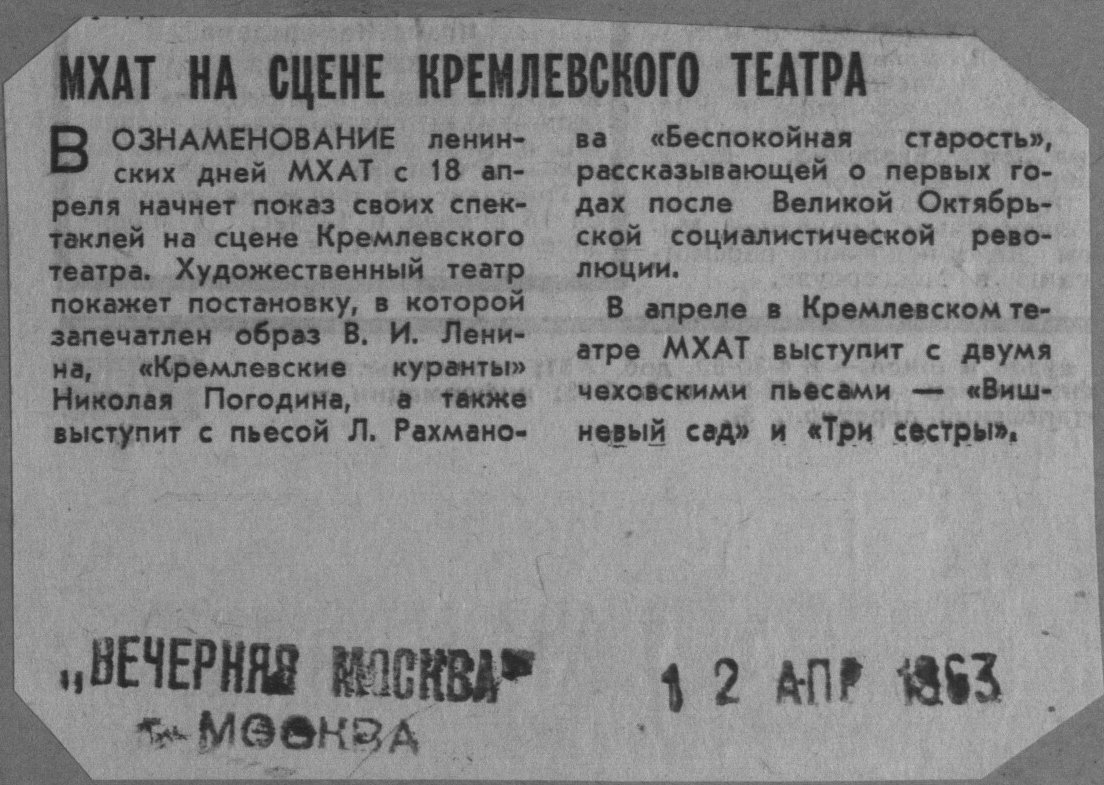 МХАТ НА СЦЕНЕ КРЕМЛЕВСКОГО ТЕАТРА
В ОЗНАМЕНОВАНИЕ ленин-
ских дней МХАТ с 18 ап-
реля начнет показ своих спек-
таклей на сцене Кремлевского
театра. Художественный театр
покажет постановку, в которой
запечатлен образ В. И. Лени-
на, «Кремлевские куранты»
Николая Погодина, а также
выступит с пьесой Л. Рахмано-
ва «Беспокойная старость»,
рассказывающей о первых го-
дах после Великой Октябрь-
ской социалистической рево-
люции.
В апреле в Кремлевском те-
атре МХАТ выступит с двумя
чеховскими пьесами — «Виш-
невый сад» и «Три сестры».
„ВЕЧЕРНЯЯ МОСКВА"
г. МОСКВА
12 АПР 1963